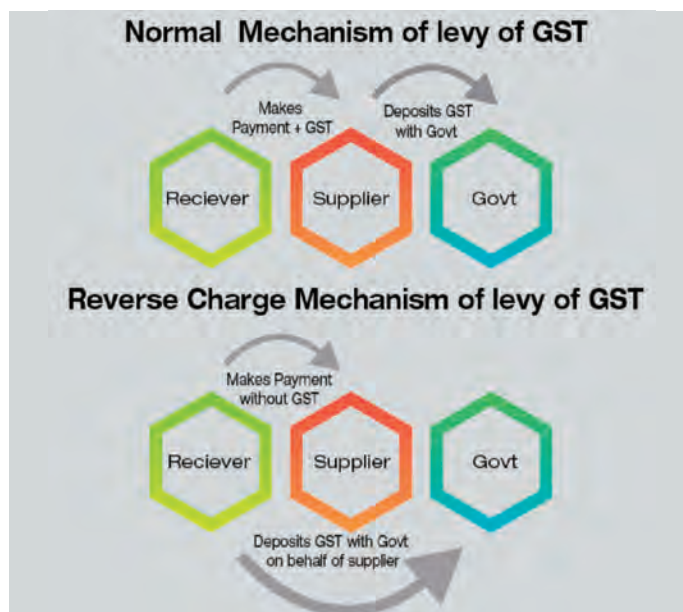 Normal Mechanism of levy of GST
Makes
Payment + GST
Deposits GST
with Govt
Reciever
Supplier
Govt
Reverse Charge Mechanism of levy of GST
Makes Payment
without GST
Reciever
Supplier
Govt
Deposits GST with Govt
on behalf of supplier